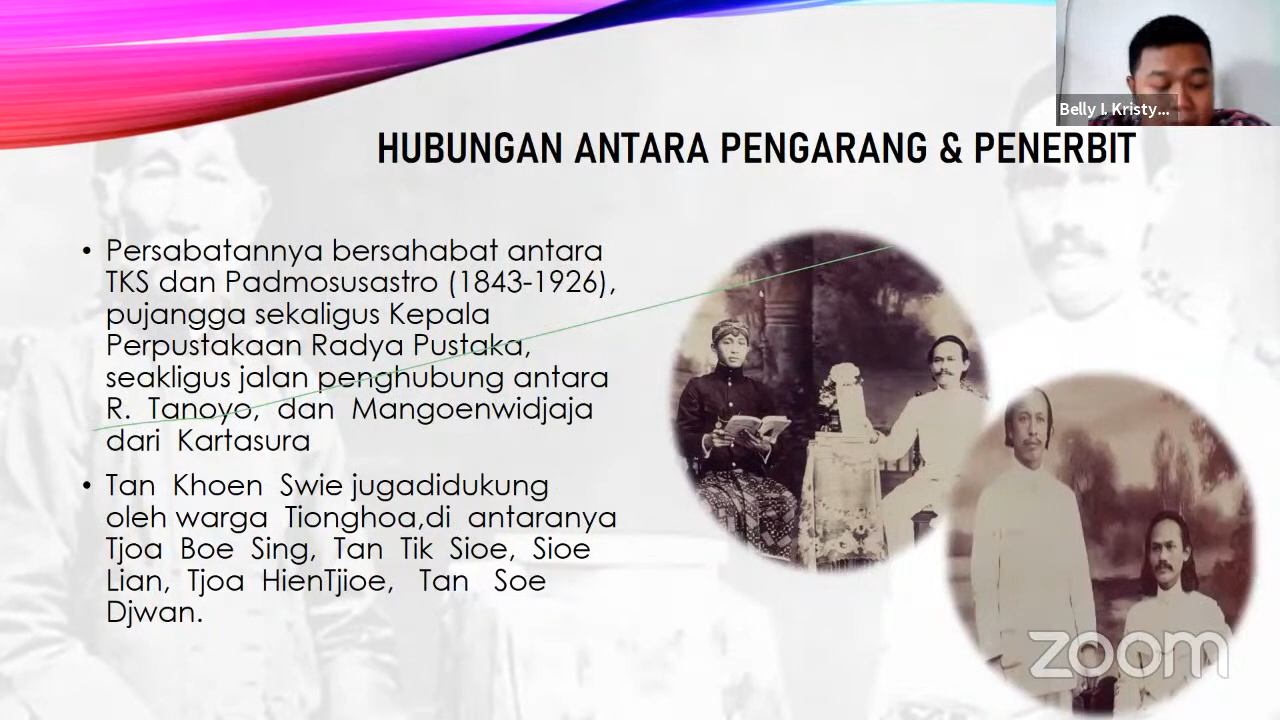 Belly I. Kristy...
HUBUNGAN ANTARA PENGARANG & PENERBIT
• Persabatannya bersahabat antara
TKS dan Padmosusastro (1843-1926),
pujangga sekaligus Kepala
Perpustakaan Radya Pustaka,
seakligus jalan penghubung antara
R. Tanoyo, dan Mangoenwidjaja
dari Kartasura
• Tan Khoen Swie jugadidukung
oleh warga Tionghoa,di antaranya
Tjoa Boe Sing, Tan Tik Sioe, Sioe
Lian, Tjoa HienTjioe, Tan Soe
Djwan.
zoom